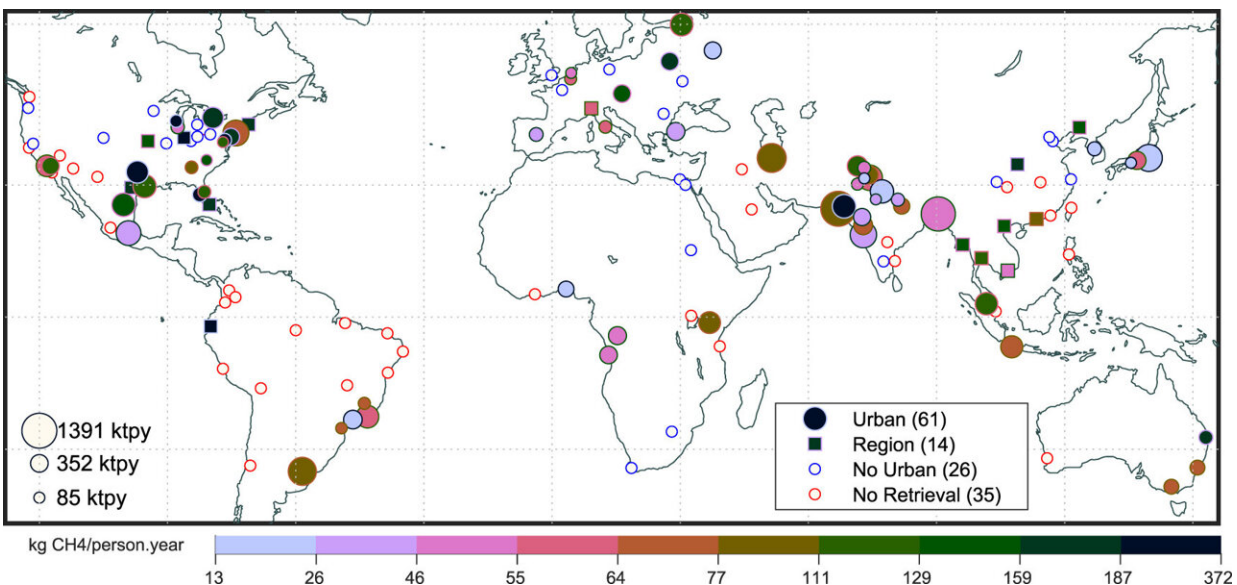 1391 ktpy
352 ktpy
85 ktpy
Urban (61)
Region (14)
No Urban (26)
No Retrieval (35)
kg CH4/person.year
13 26 46 55 64 77 111 129 159 187 372